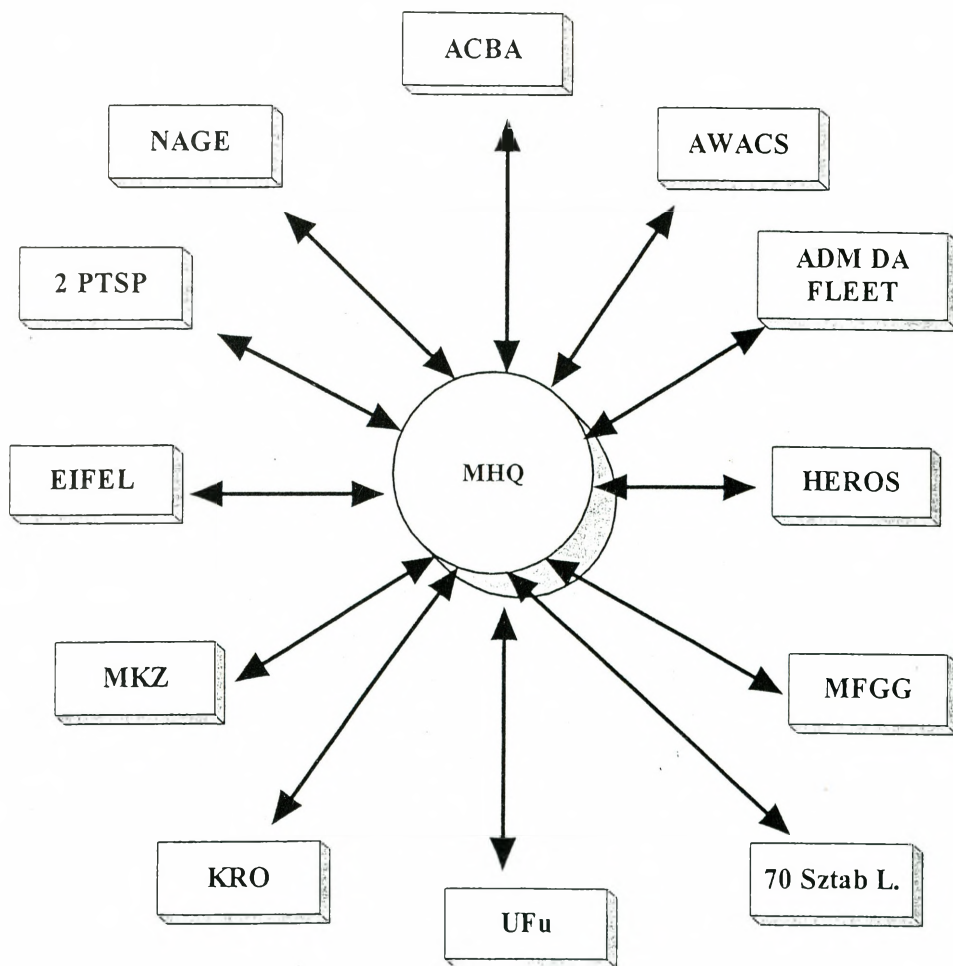 ACBA
NAGE
AWACS
2 PTSP
ADM DA
FLEET
EIFEL
MHQ
HEROS
MKZ
MFGG
KRO
70 Sztab L.
UFu